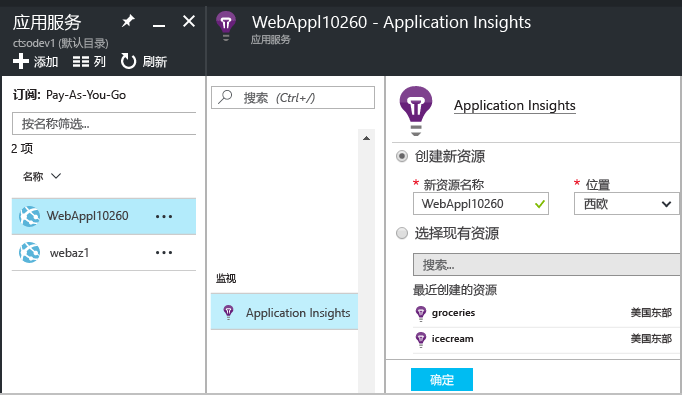 应用服务
ctsodev1 (默认目录)
添加 列 刷新
订阅: Pay-As-You-Go
按名称筛选...
2 项
名称
WebAppl10260 ...
webaz1 ...
WebAppl10260 - Application Insights
应用服务
搜索 (Ctrl+/)
监视
Application Insights
Application Insights
创建新资源
* 新资源名称 * 位置
WebAppl10260 西欧
选择现有资源
搜索...
最近创建的资源
groceries 美国东部
icecream 美国东部
确定